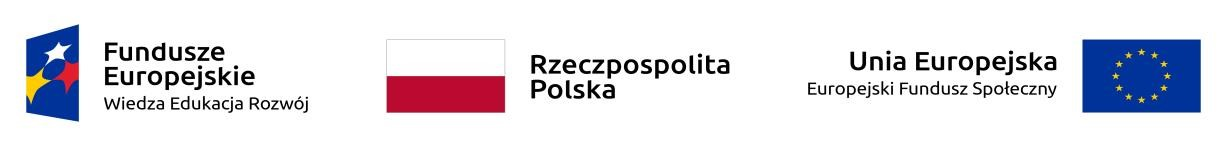 Fundusze
Europejskie
Wiedza Edukacja Rozwój
Rzeczpospolita
Polska
Unia Europejska
Europejski Fundusz Społeczny